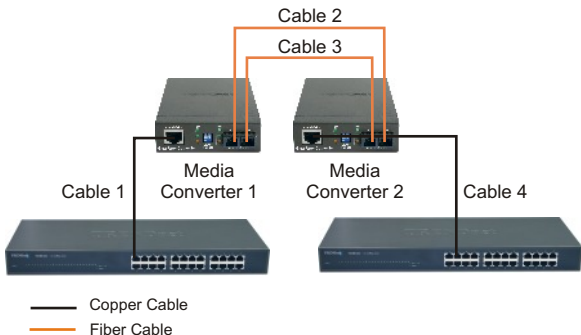 Cable 2
Cable 3
Media
Converter 1
Media
Converter 2
Cable 1
Cable 4
Copper Cable
Fiber Cable